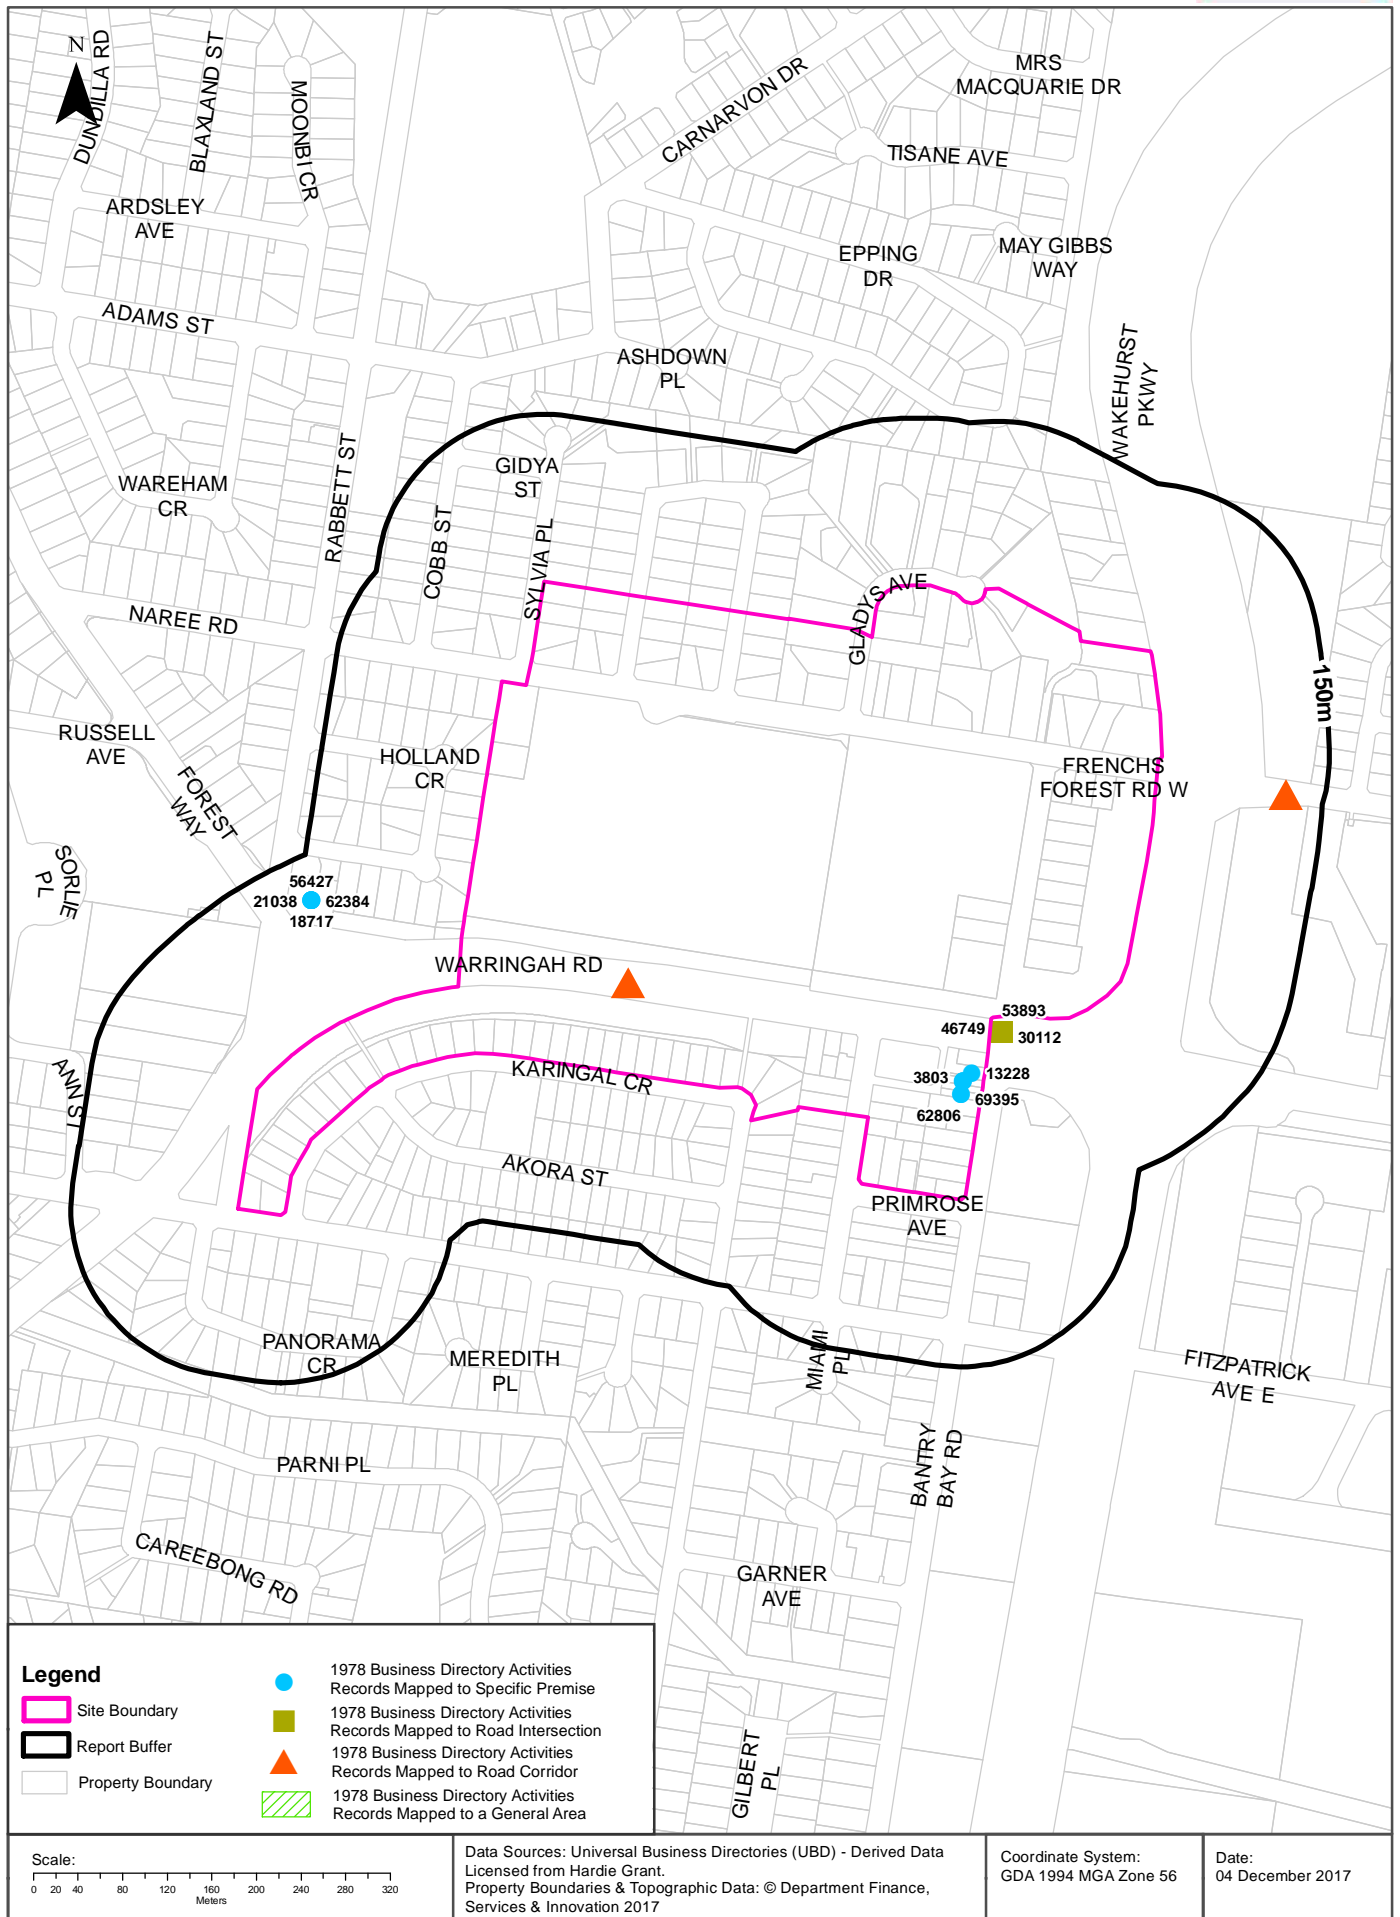 N
DUNDILLA RD
BLAXLAND ST
MOONBI CR
CARNARVON DR
MRS
MACQUARIE DR
TISANE AVE
ARDSLEY
AVE
EPPING
DR
MAY GIBBS
WAY
ADAMS ST
ASHDOWN
PL
WAKEHURST
PKWY
RABBETT ST
GIDYA
ST
WAREHAM
CR
COBB ST
SYLVIA PL
GLADYS AVE
NAREE RD
150m
RUSSELL
AVE
FOREST
WAY
HOLLAND
CR
FRENCHS
FOREST RD W
SORLIE
PL
56427
21038
62384
18717
WARRINGAH RD
53893
46749
30112
ANN ST
KARINGAL CR
3803
13228
69395
62806
AKORA ST
PRIMROSE
AVE
PANORAMA
CR
MEREDITH
PL
MIAMI
PL
FITZPATRICK
AVE E
BANTRY
BAY RD
PARNI PL
CAREEBONG RD
GARNER
AVE
GILBERT
PL
Legend
Site Boundary
Report Buffer
Property Boundary
1978 Business Directory Activities
Records Mapped to Specific Premise
1978 Business Directory Activities
Records Mapped to Road Intersection
1978 Business Directory Activities
Records Mapped to Road Corridor
1978 Business Directory Activities
Records Mapped to a General Area
Scale:
0 20 40 80 120 160 200 240 280 320
Meters
Data Sources: Universal Business Directories (UBD) - Derived Data
Licensed from Hardie Grant.
Property Boundaries & Topographic Data: © Department Finance,
Services & Innovation 2017
Coordinate System:
GDA 1994 MGA Zone 56
Date:
04 December 2017